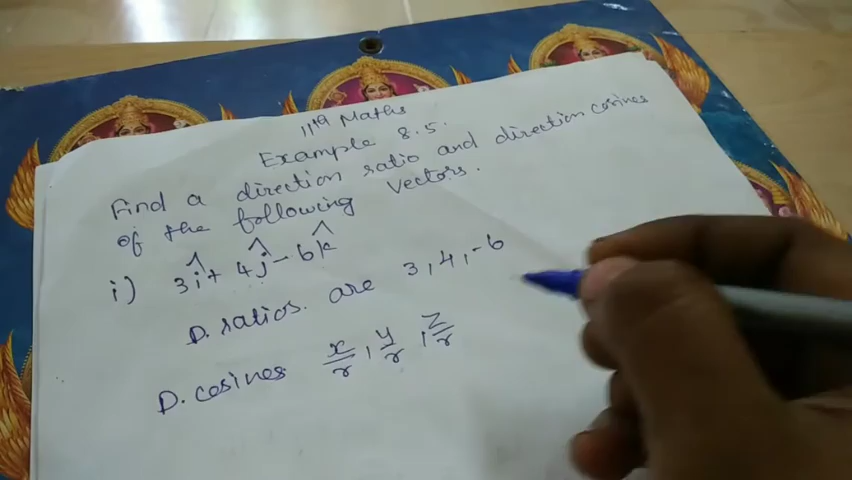 11th Maths
Example 8.5.
Find a direction ratio and direction cosines
of the following vectors.
i) 3î + 4ĵ - 6k̂
D. ratios are 3, 4, -6
D. cosines x/r, y/r, z/r